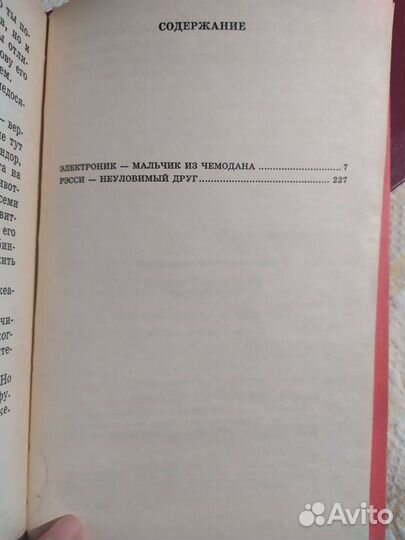 СОДЕРЖАНИЕ
ЭЛЕКТРОНИК — МАЛЬЧИК ИЗ ЧЕМОДАНА ............................ 7
РЭССИ — НЕУЛОВИМЫЙ ДРУГ .......................................... 227
Avito